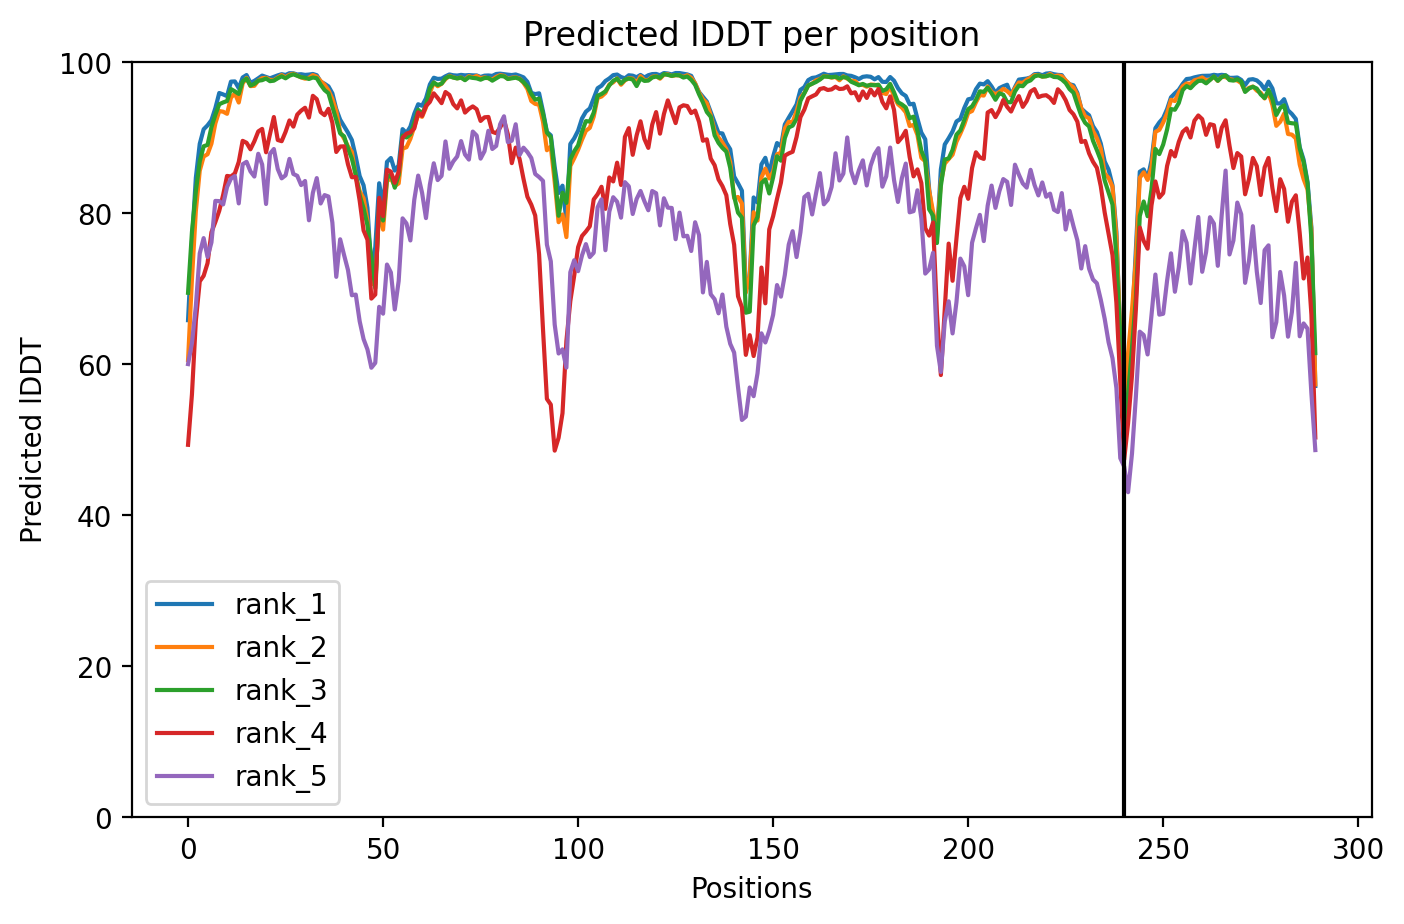 Predicted lDDT per position
100
80
60
40
20
0
Predicted lDDT
rank_1
rank_2
rank_3
rank_4
rank_5
0 50 100 150 200 250 300
Positions